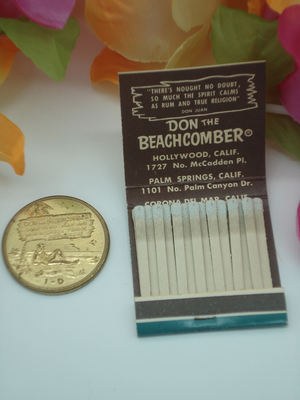 "THERE'S NOUGHT NO DOUBT,
SO MUCH THE SPIRIT CALMS
AS RUM AND TRUE RELIGION"
DON JUAN
DON THE
BEACHCOMBER®
HOLLYWOOD, CALIF.
1727 No. McCadden Pl.
PALM SPRINGS, CALIF.
1101 No. Palm Canyon Dr.
CORONA DEL MAR, CALIF.